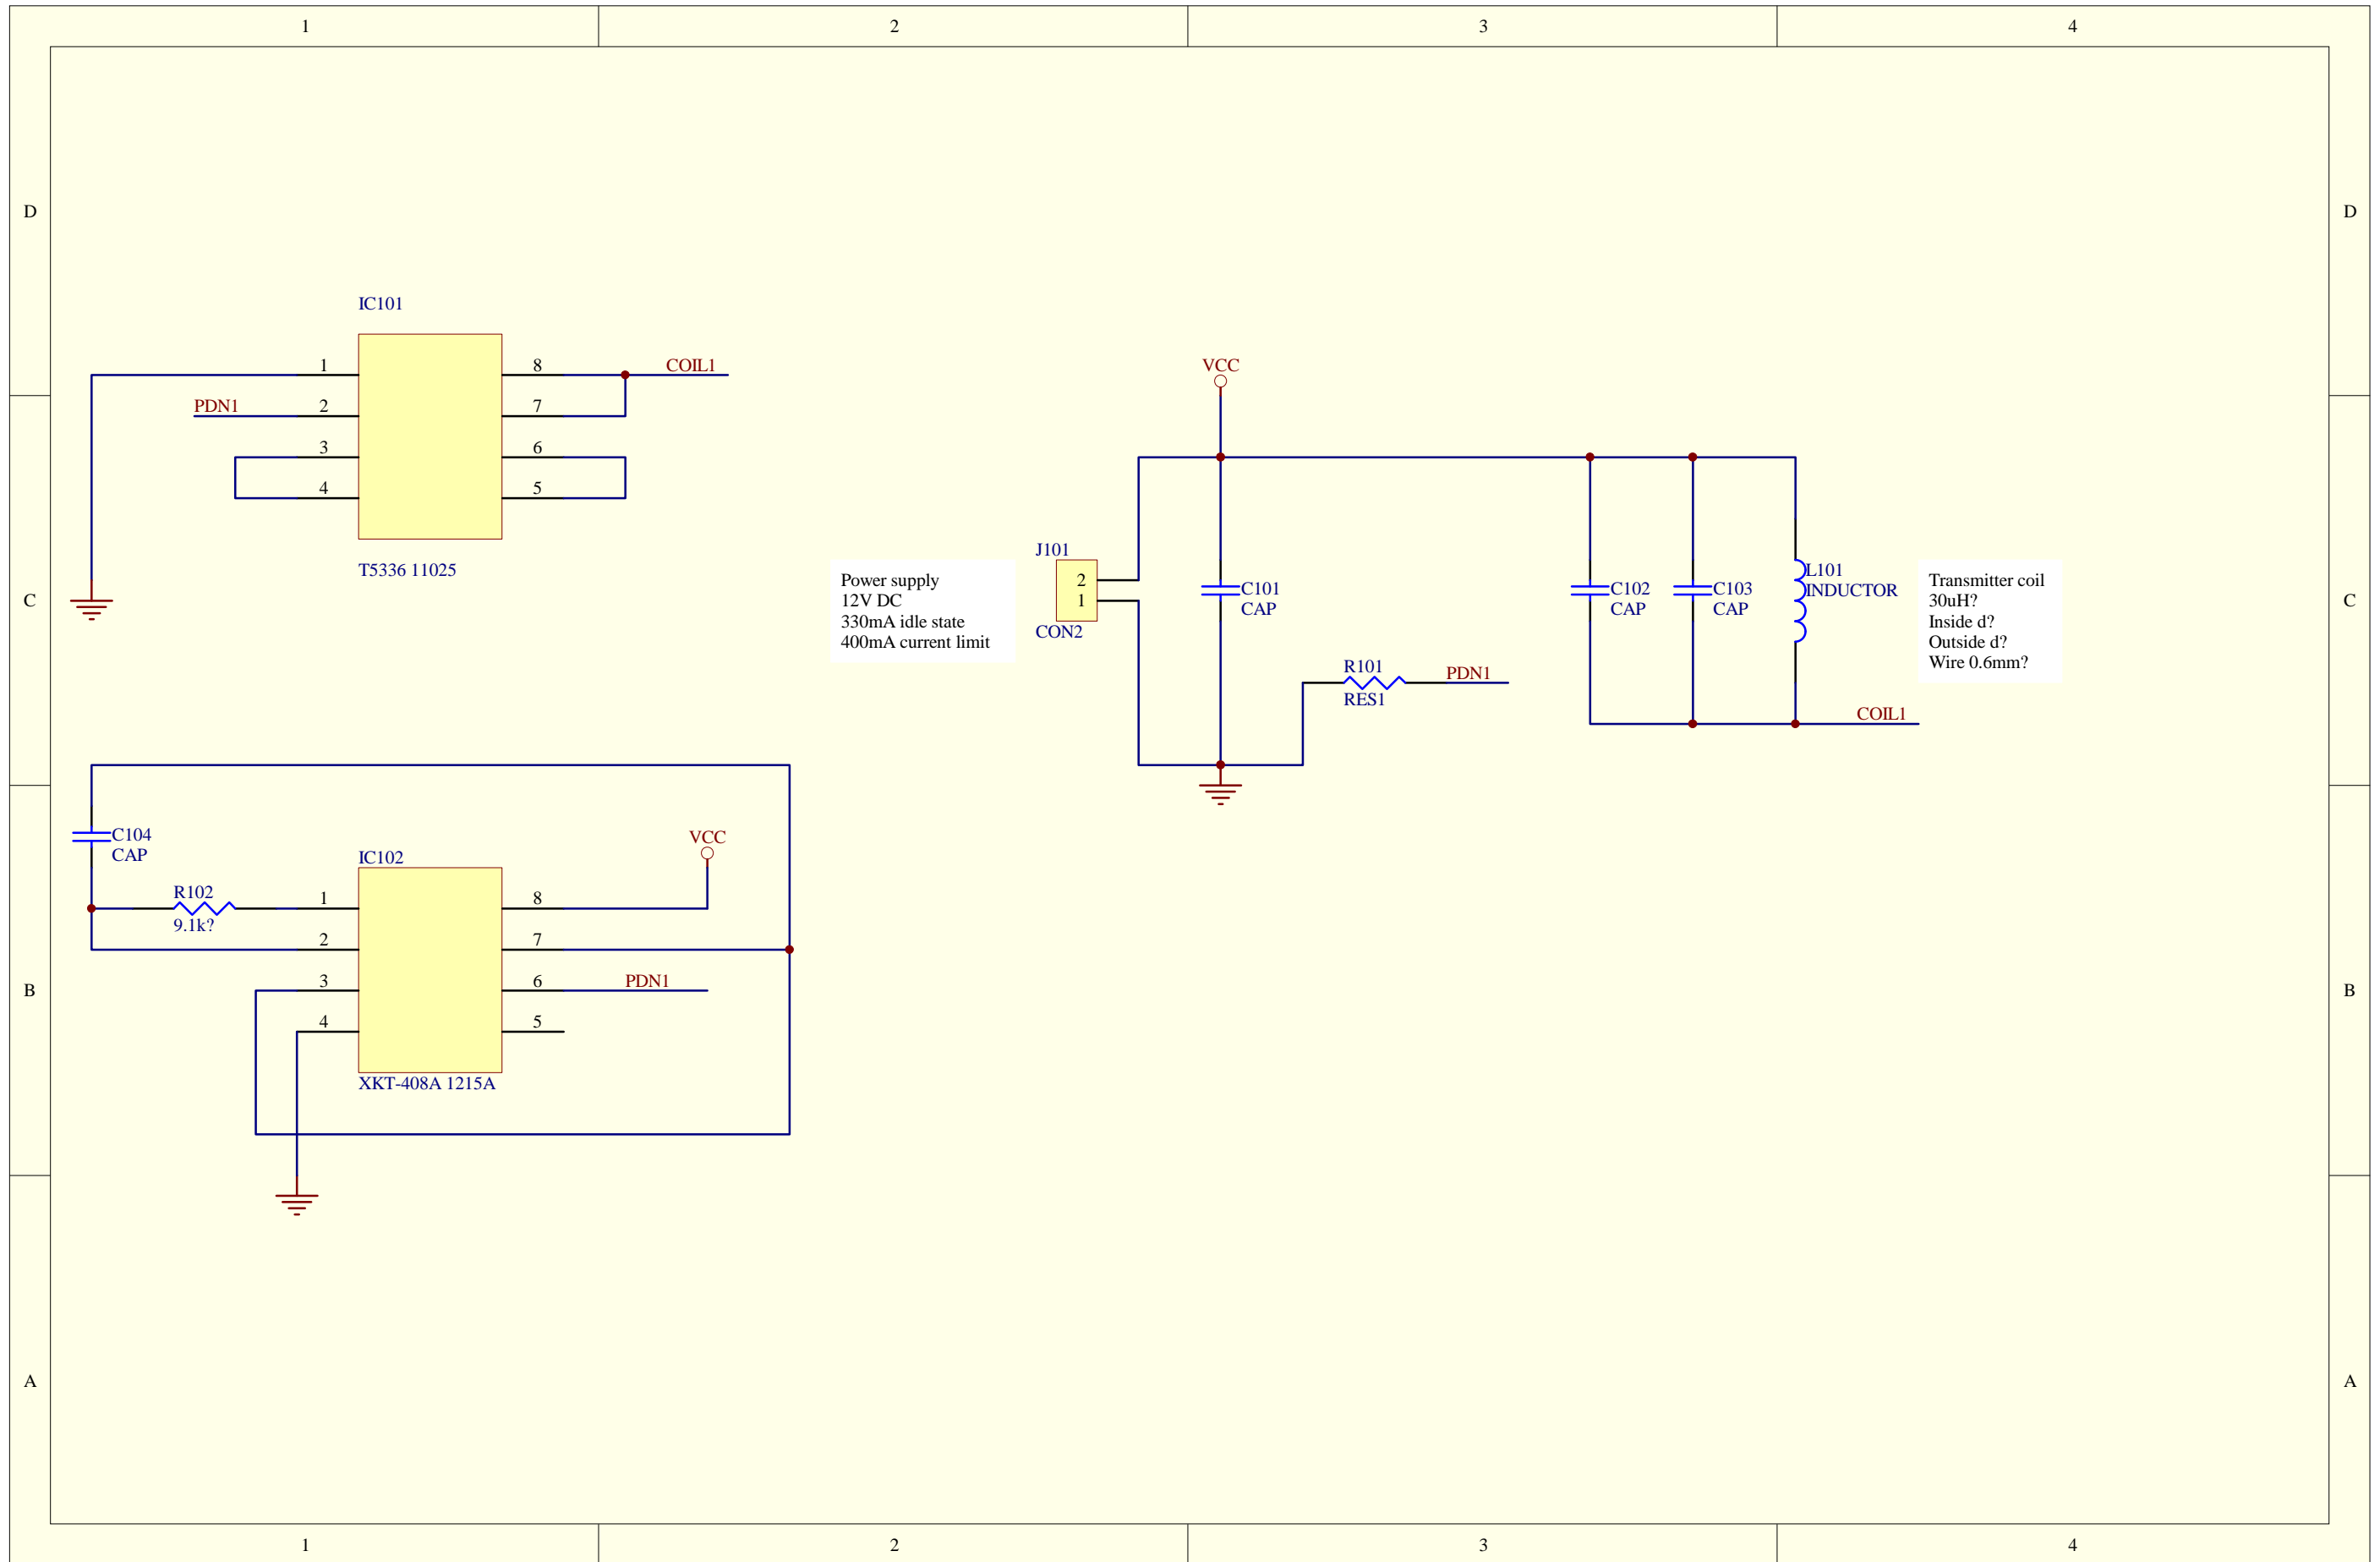 1 2 3 4
D D
IC101
1 8 COIL1
PDN1 2 7
3 6
4 5
T5336 11025
VCC
J101
2
1
CON2
Power supply
12V DC
330mA idle state
400mA current limit
C101
CAP
C102
CAP
C103
CAP
L101
INDUCTOR
Transmitter coil
30uH?
Inside d?
Outside d?
Wire 0.6mm?
C C
R101
RES1
PDN1
COIL1
C104
CAP
VCC
IC102
R102
9.1k?
1 8
2 7
3 6 PDN1
4 5
XKT-408A 1215A
B B
A A
1 2 3 4